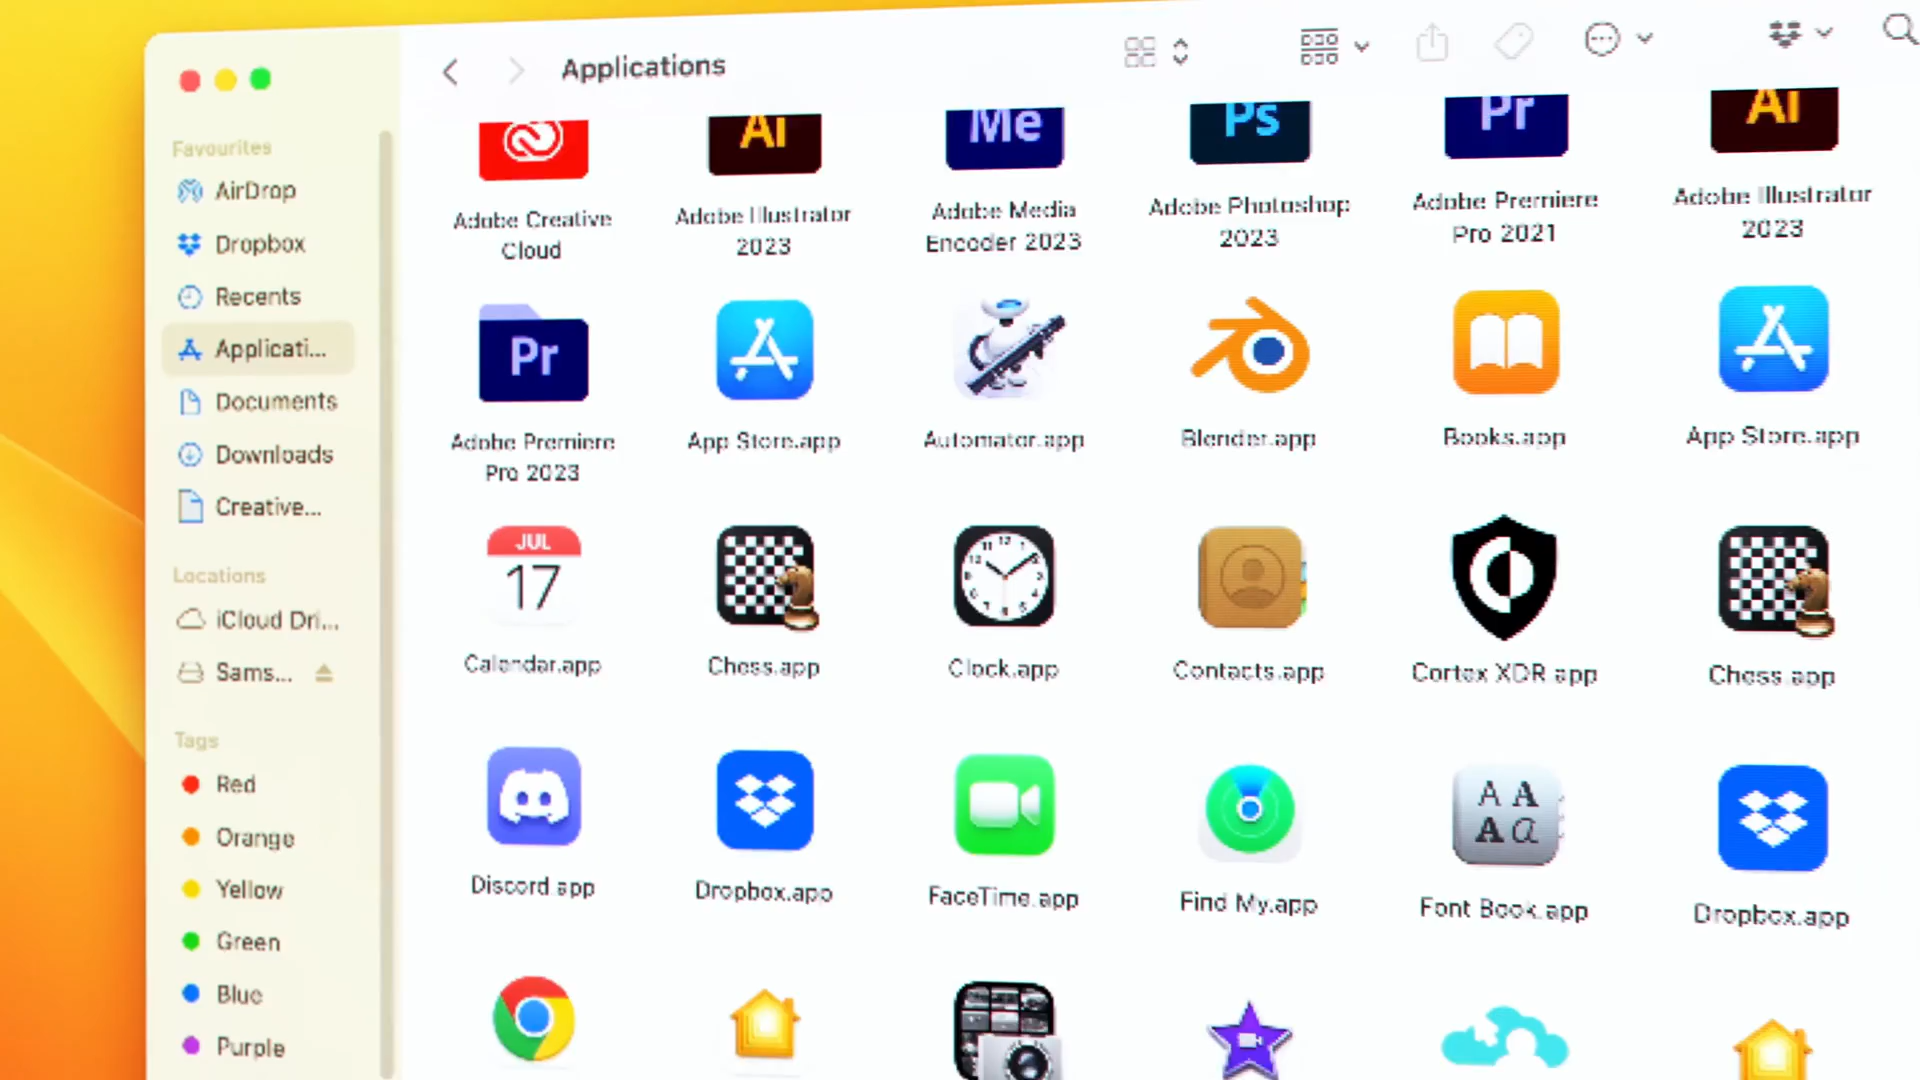 Applications
Favourites
AirDrop
Dropbox
Recents
Applicati...
Documents
Downloads
Creative...
Locations
iCloud Dri...
Sams...
Tags
Red
Orange
Yellow
Green
Blue
Purple
Ai
Me
Ps
Pr
Ai
Adobe Creative
Cloud
Adobe Illustrator
2023
Adobe Media
Encoder 2023
Adobe Photoshop
2023
Adobe Premiere
Pro 2021
Adobe Illustrator
2023
Pr
Adobe Premiere
Pro 2023
App Store.app
Automator.app
Blender.app
Books.app
App Store.app
JUL
17
Calendar.app
Chess.app
Clock.app
Contacts.app
Cortex XDR.app
Chess.app
A A
A a
Discord.app
Dropbox.app
FaceTime.app
Find My.app
Font Book.app
Dropbox.app